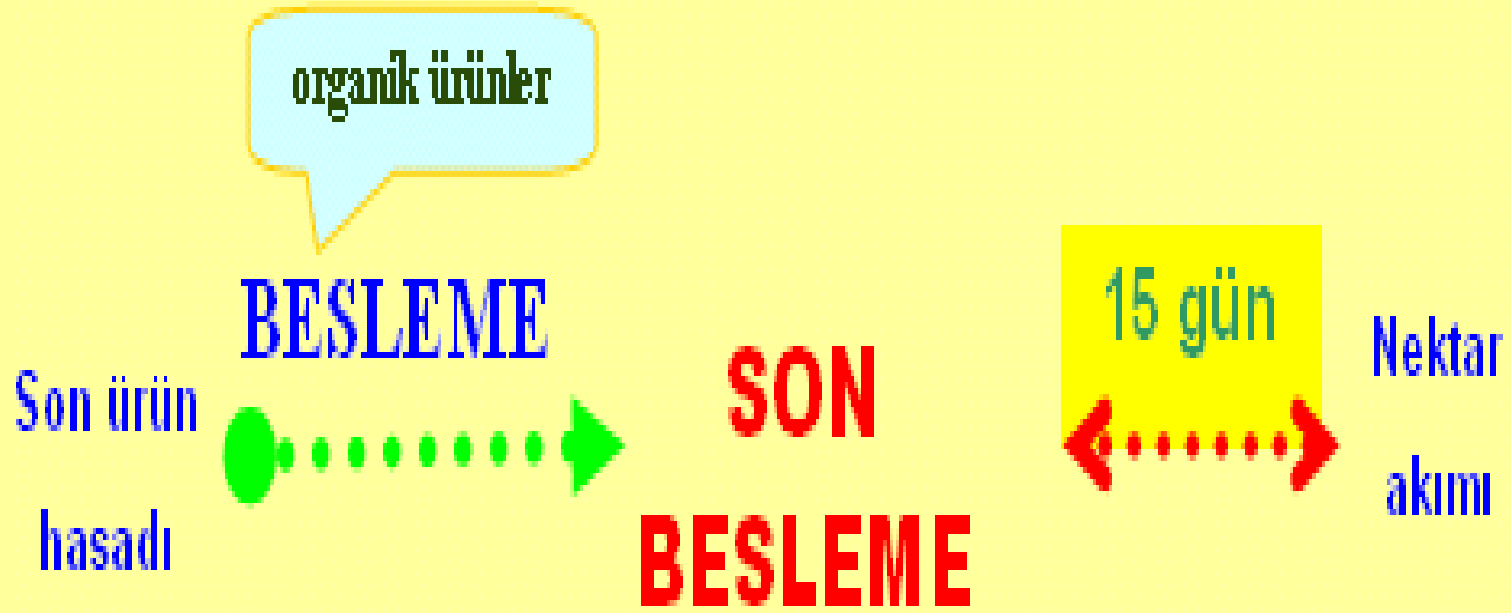 organik ürünler
BESLEME
Son ürün
hasadı
SON
BESLEME
15 gün
Nektar
akımı